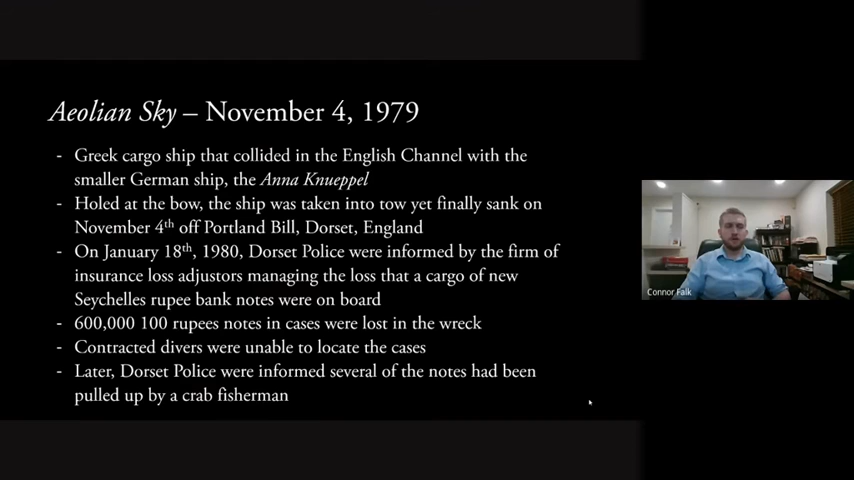 Aeolian Sky – November 4, 1979
- Greek cargo ship that collided in the English Channel with the
smaller German ship, the Anna Knueppel
- Holed at the bow, the ship was taken into tow yet finally sank on
November 4th off Portland Bill, Dorset, England
- On January 18th, 1980, Dorset Police were informed by the firm of
insurance loss adjustors managing the loss that a cargo of new
Seychelles rupee bank notes were on board
- 600,000 100 rupees notes in cases were lost in the wreck
- Contracted divers were unable to locate the cases
- Later, Dorset Police were informed several of the notes had been
pulled up by a crab fisherman
Connor Falk